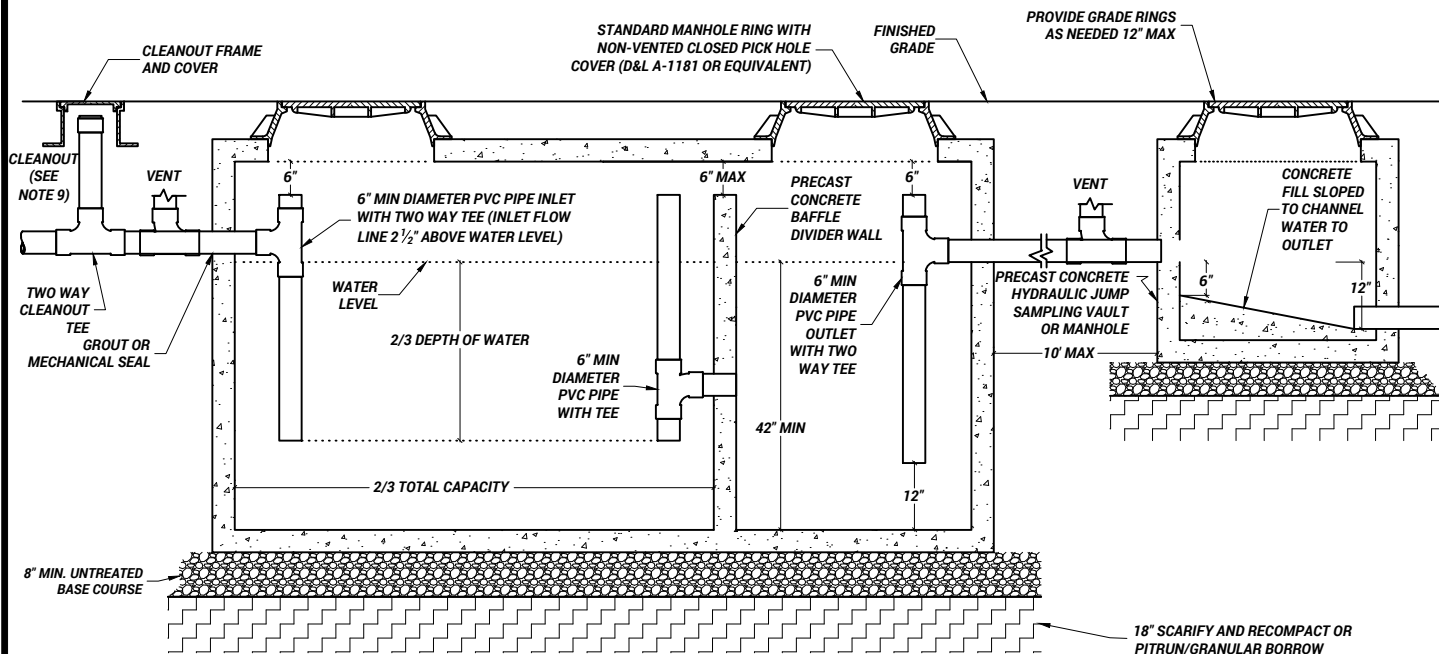 CLEANOUT FRAME
AND COVER
STANDARD MANHOLE RING WITH
NON-VENTED CLOSED PICK HOLE
COVER (D&L A-1181 OR EQUIVALENT)
FINISHED
GRADE
PROVIDE GRADE RINGS
AS NEEDED 12" MAX
CLEANOUT
(SEE
NOTE 9)
VENT
6"
6" MIN DIAMETER PVC PIPE INLET
WITH TWO WAY TEE (INLET FLOW
LINE 2 1/2" ABOVE WATER LEVEL)
6" MAX
PRECAST
CONCRETE
BAFFLE
DIVIDER WALL
6"
VENT
CONCRETE
FILL SLOPED
TO CHANNEL
WATER TO
OUTLET
TWO WAY
CLEANOUT
TEE
GROUT OR
MECHANICAL SEAL
WATER
LEVEL
2/3 DEPTH OF WATER
6" MIN
DIAMETER
PVC PIPE
WITH TEE
6" MIN
DIAMETER
PVC PIPE
OUTLET
WITH TWO
WAY TEE
PRECAST CONCRETE
HYDRAULIC JUMP
SAMPLING VAULT
OR MANHOLE
6"
12"
10' MAX
42" MIN
2/3 TOTAL CAPACITY
12"
8" MIN. UNTREATED
BASE COURSE
18" SCARIFY AND RECOMPACT OR
PITRUN/GRANULAR BORROW